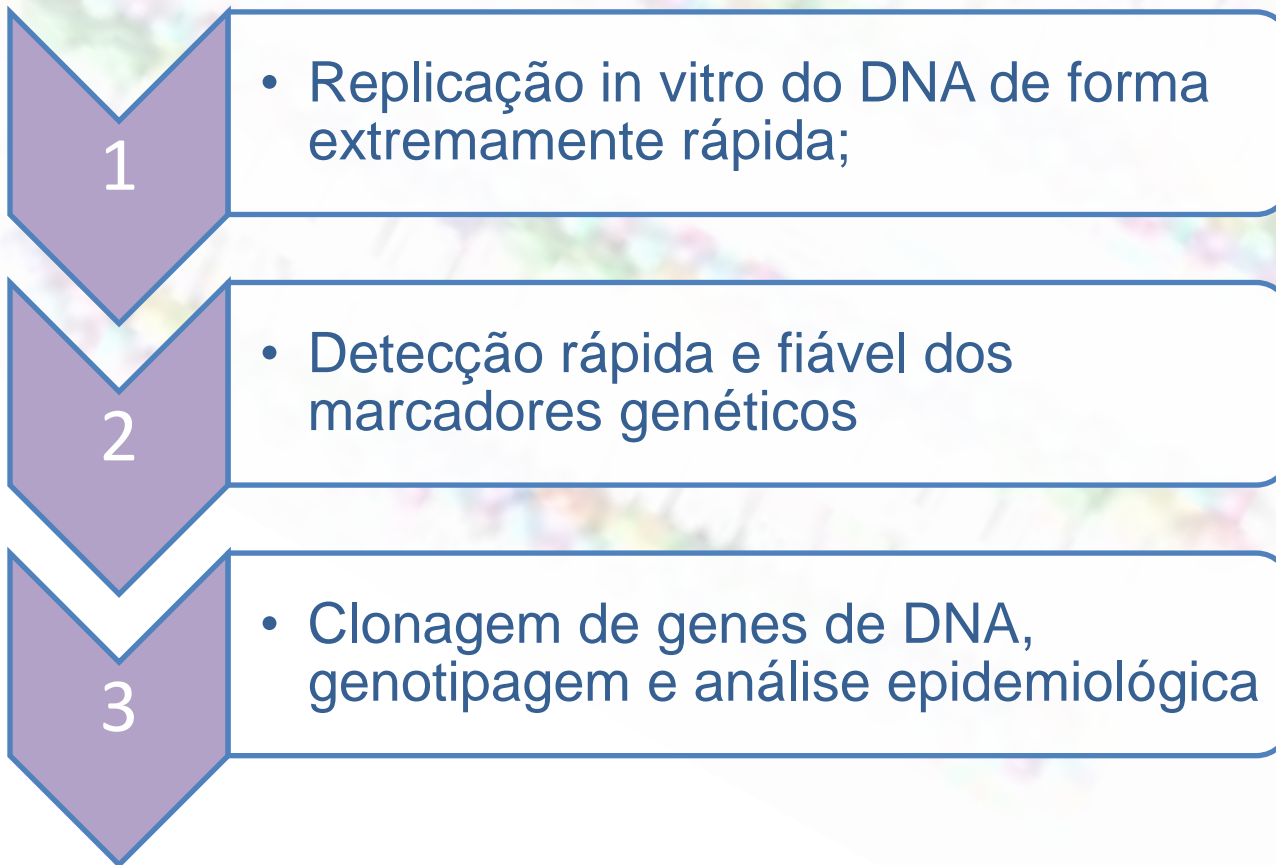 1
• Replicação in vitro do DNA de forma
extremamente rápida;
2
• Detecção rápida e fiável dos
marcadores genéticos
3
• Clonagem de genes de DNA,
genotipagem e análise epidemiológica